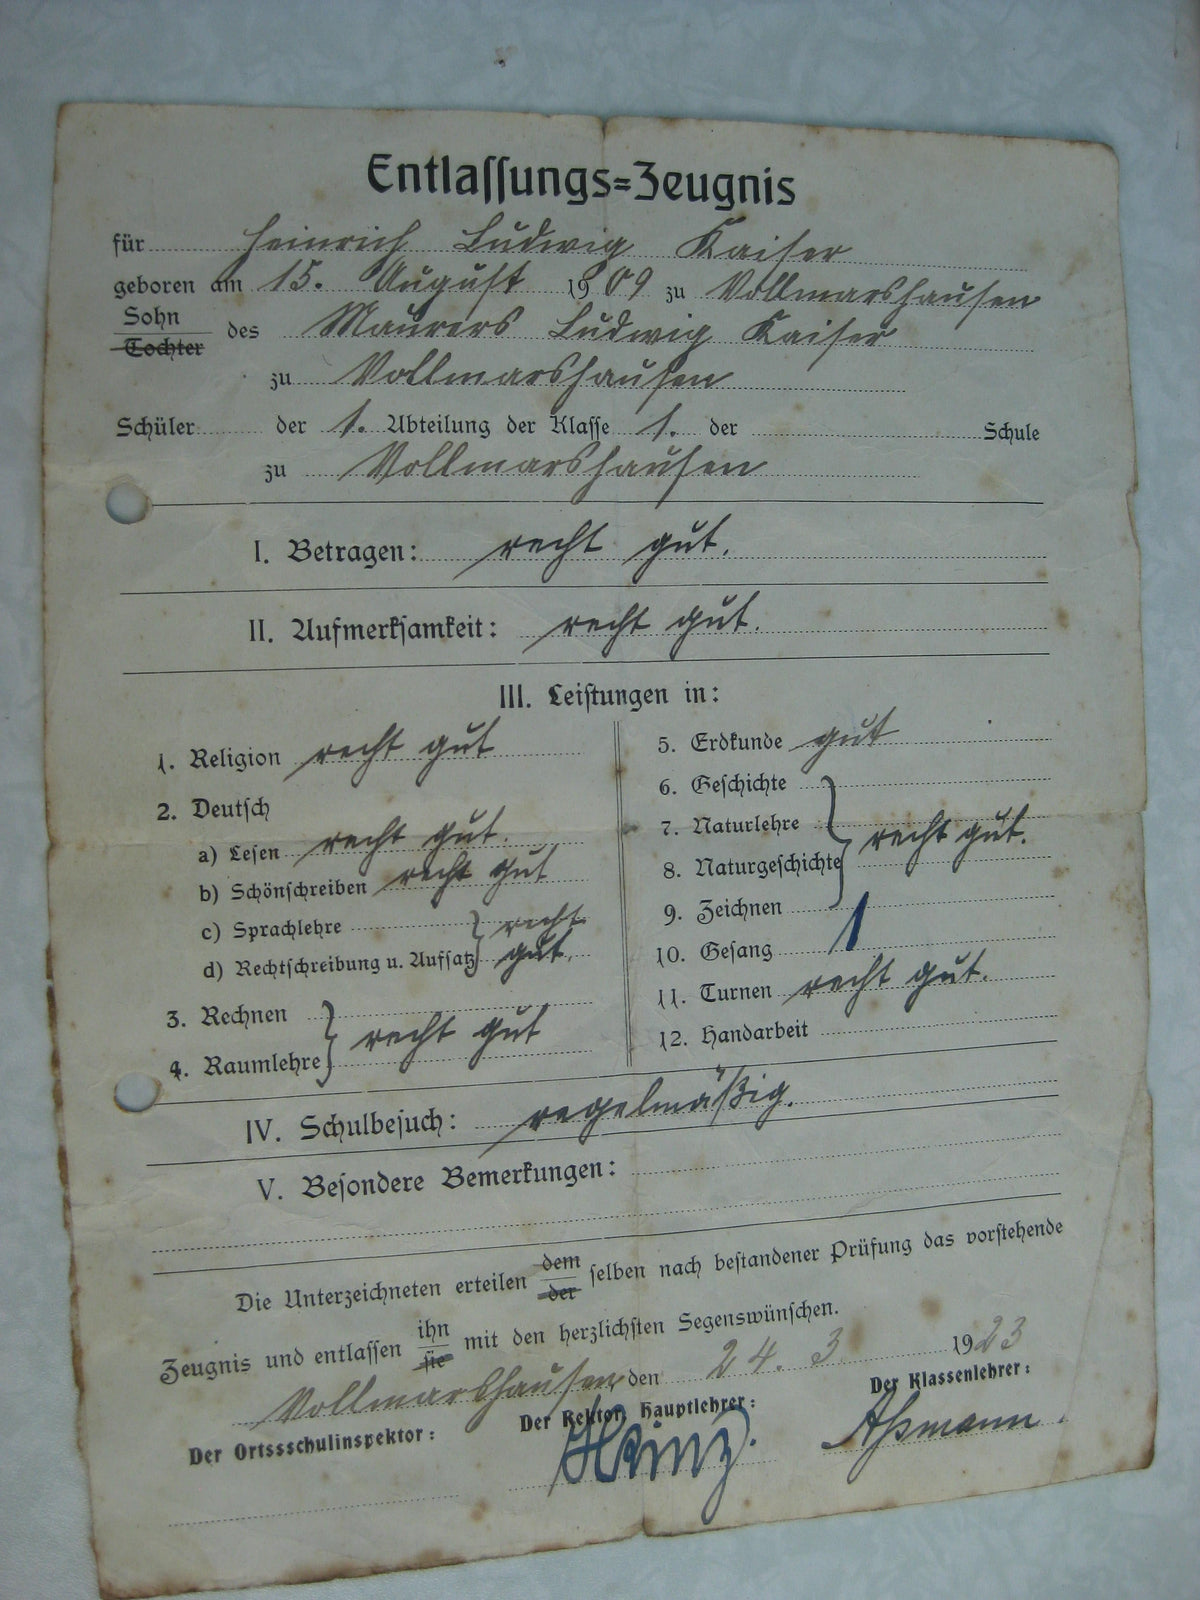 Entlassungs=Zeugnis
für Heinrich Ludwig Kaiser
geboren am 15. August 1909 zu Vollmarshausen
Sohn
Tochter des Maurers Ludwig Kaiser
zu Vollmarshausen
Schüler der 1. Abteilung der Klasse 1. der Schule
zu Vollmarshausen
I. Betragen: recht gut.
II. Aufmerksamkeit: recht gut.
III. Leistungen in:
1. Religion recht gut
2. Deutsch
a) Lesen recht gut.
b) Schönschreiben recht gut
c) Sprachlehre } recht
d) Rechtschreibung u. Aufsatz } gut.
3. Rechnen
4. Raumlehre } recht gut
5. Erdkunde gut
6. Geschichte
7. Naturlehre } recht gut.
8. Naturgeschichte
9. Zeichnen
10. Gesang 1
11. Turnen recht gut.
12. Handarbeit
IV. Schulbesuch: regelmäßig.
V. Besondere Bemerkungen:
Die Unterzeichneten erteilen dem
der selben nach bestandener Prüfung das vorstehende
Zeugnis und entlassen ihn
sie mit den herzlichsten Segenswünschen.
Vollmarshausen, den 24. 3. 1923
Der Ortsschulinspektor: Der Rektor, Hauptlehrer: Der Klassenlehrer:
Aßmann.